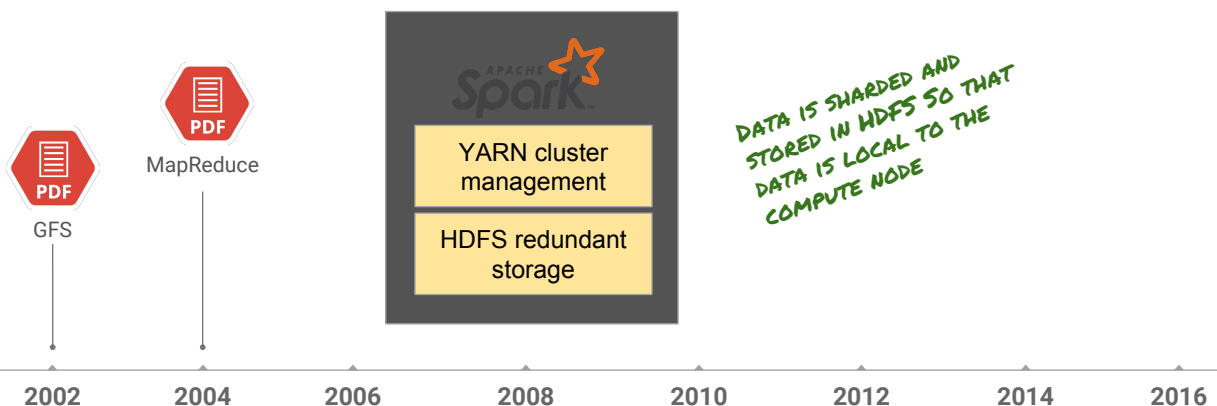 APACHE
Spark
TM
PDF
MapReduce
PDF
GFS
YARN cluster
management
HDFS redundant
storage
DATA IS SHARDED AND
STORED IN HDFS SO THAT
DATA IS LOCAL TO THE
COMPUTE NODE
2002 2004 2006 2008 2010 2012 2014 2016